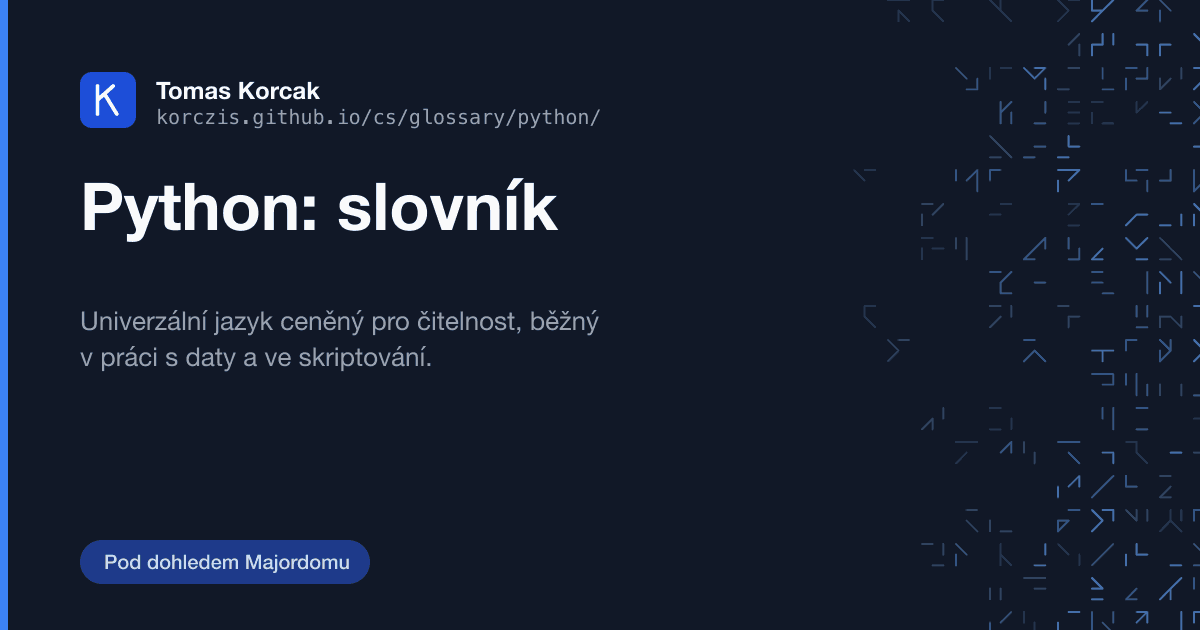 Tomas Korcak
korczis.github.io/cs/glossary/python/
Python: slovník
Univerzální jazyk ceněný pro čitelnost, běžný
v práci s daty a ve skriptování.
Pod dohledem Majordomu